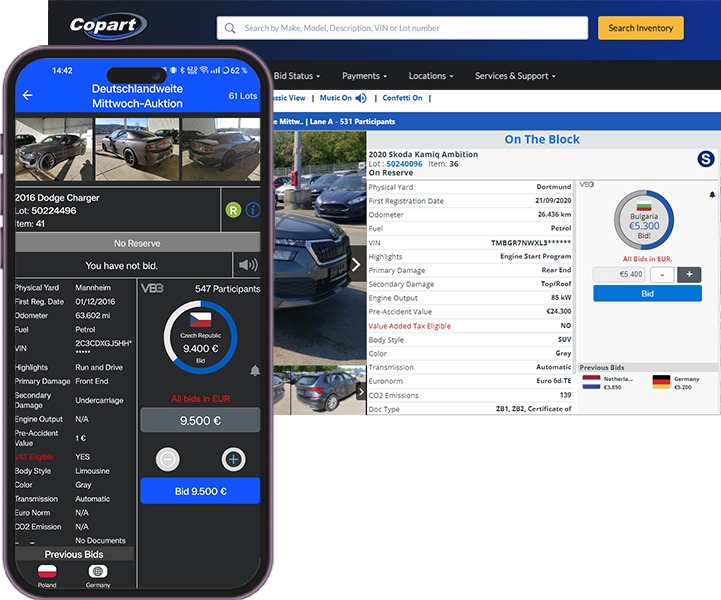 Copart
Search by Make, Model, Description, VIN or Lot number
Search Inventory
Bid Status
Payments
Locations
Services & Support
ssic View | Music On | Confetti On |
e Mittw.. | Lane A - 531 Participants
On The Block
2020 Skoda Kamiq Ambition
Lot : 50240096 Item: 36
On Reserve
S
Physical Yard Dortmund
First Registration Date 21/09/2020
Odometer 26.436 km
Fuel Petrol
VIN TMBGR7NWXL3******
Highlights Engine Start Program
Primary Damage Rear End
Secondary Damage Top/Roof
Engine Output 85 kW
Pre-Accident Value €24.300
Value Added Tax Eligible NO
Body Style SUV
Color Gray
Transmission Automatic
Euronorm Euro 6d-TE
CO2 Emissions 139
Doc Type ZB1, ZB2, Certificate of
VB3
Bulgaria
€5.300
Bid!
All Bids in EUR.
€5.400 - +
Bid
Previous Bids
Netherla...
€3.850
Germany
€5.200
14:42
62 %
Deutschlandweite
Mittwoch-Auktion
61 Lots
2016 Dodge Charger
Lot: 50224496
Item: 41
R
i
No Reserve
You have not bid.
Physical Yard Mannheim
First Reg. Date 01/12/2016
Odometer 63.602 mi
Fuel Petrol
VIN 2C3CDXGJ5HH*
*****
Highlights Run and Drive
Primary Damage Front End
Secondary
Damage Undercarriage
Engine Output N/A
Pre-Accident
Value 1 €
VAT Eligible YES
Body Style Limousine
Color Gray
Transmission Automatic
Euro Norm N/A
CO2 Emission N/A
No Documents
VB3
547 Participants
Czech Republic
9.400 €
Bid
All bids in EUR
9.500 €
Bid 9.500 €
Previous Bids
Poland
Germany